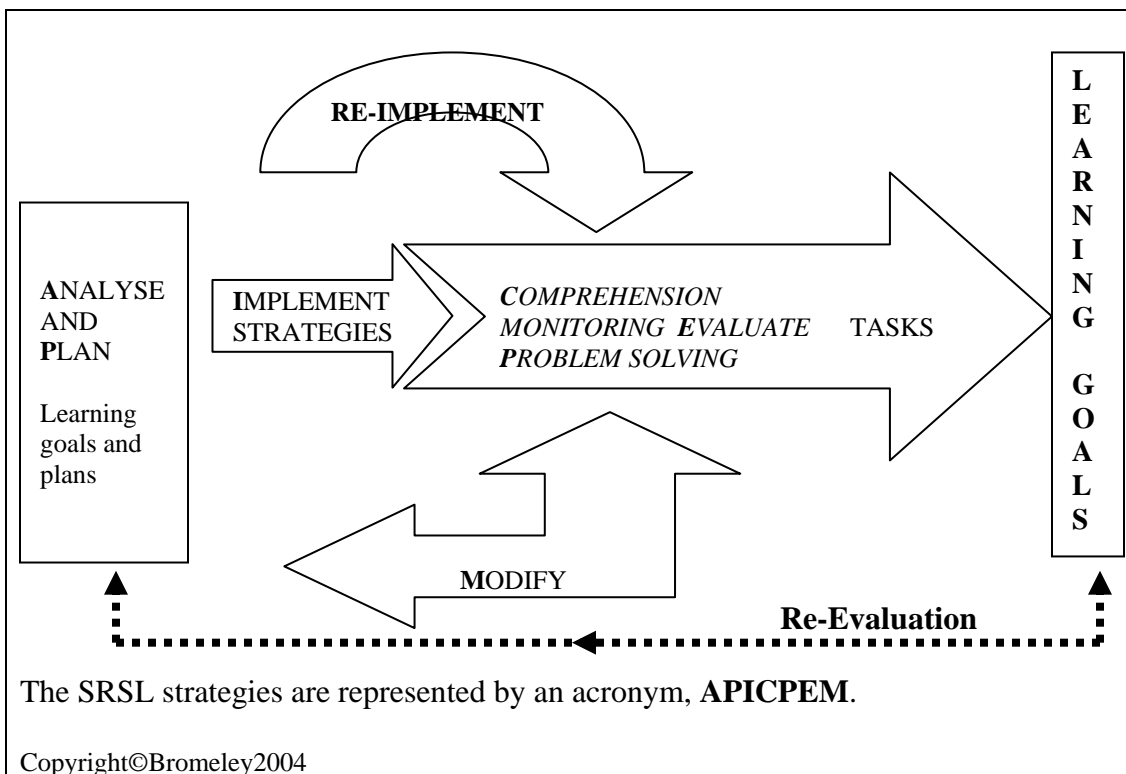 RE-IMPLEMENT
ANALYSE
AND
PLAN
Learning
goals and
plans
IMPLEMENT
STRATEGIES
COMPREHENSION
MONITORING EVALUATE TASKS
PROBLEM SOLVING
MODIFY
L
E
A
R
N
I
N
G
G
O
A
L
S
Re-Evaluation
The SRSL strategies are represented by an acronym, APICPEM.
Copyright©Bromeley2004